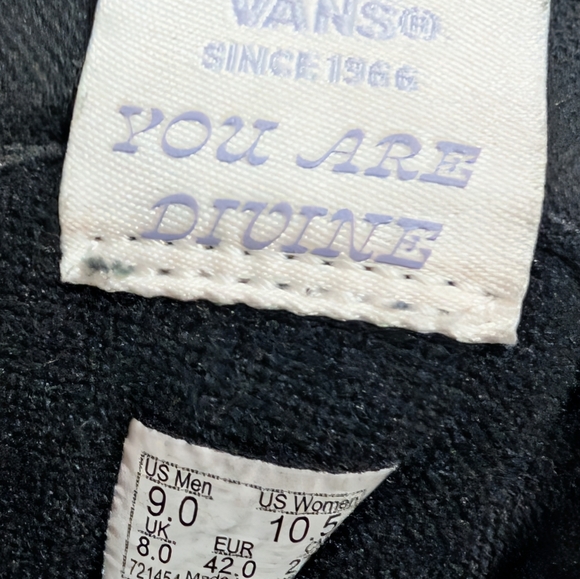 VANS®
SINCE 1966
YOU ARE
DIVINE
US Men
US Women
9.0
10.5
UK
EUR
8.0
42.0
721454